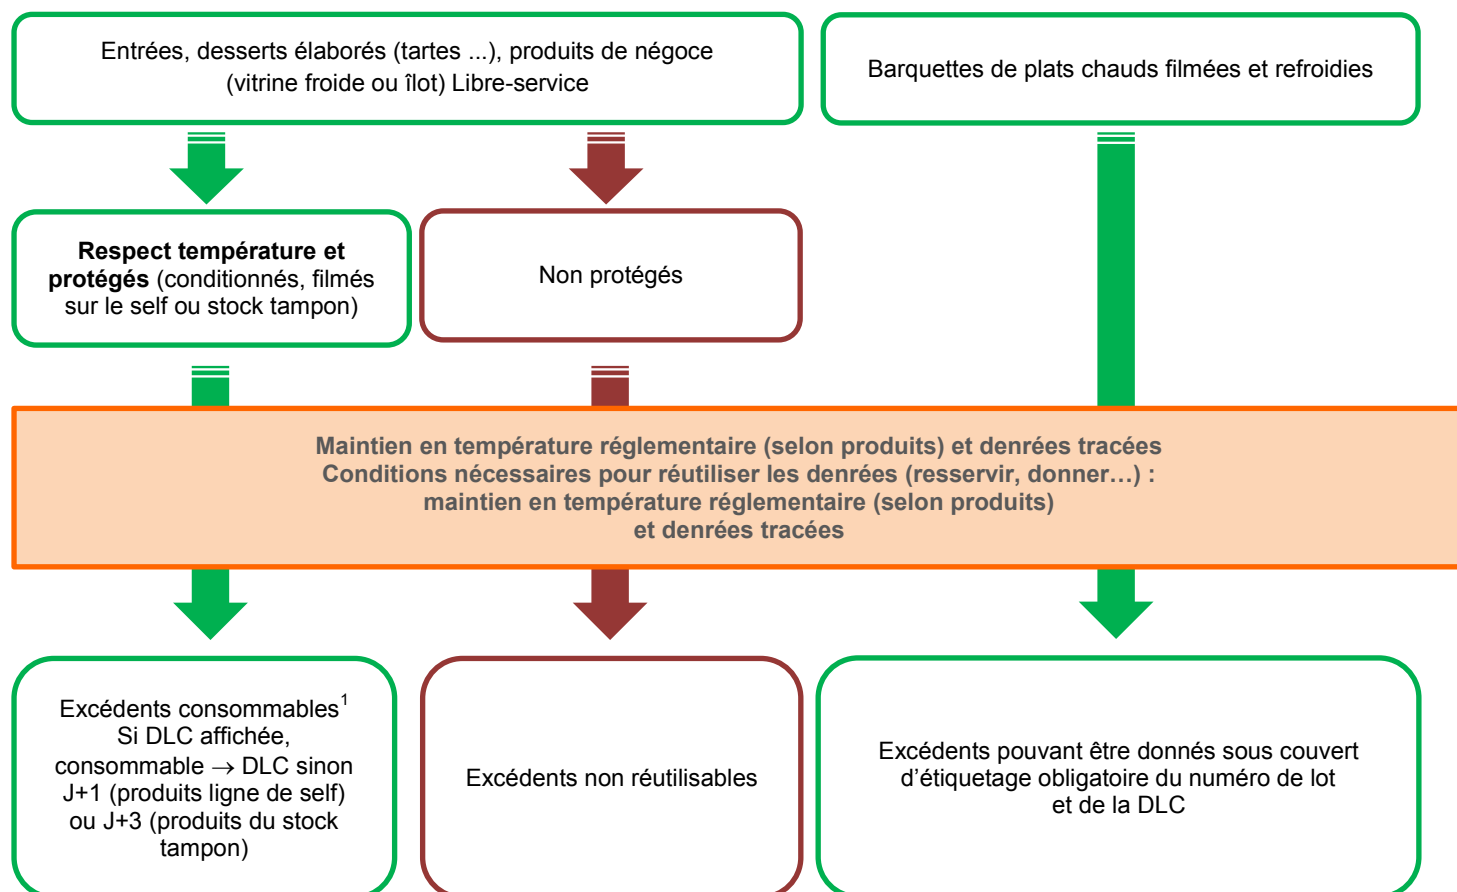 Entrées, desserts élaborés (tartes ...), produits de négoce
(vitrine froide ou îlot) Libre-service
Barquettes de plats chauds filmées et refroidies
Respect température et
protégés (conditionnés, filmés
sur le self ou stock tampon)
Non protégés
Maintien en température réglementaire (selon produits) et denrées tracées
Conditions nécessaires pour réutiliser les denrées (resservir, donner…) :
maintien en température réglementaire (selon produits)
et denrées tracées
Excédents consommables¹
Si DLC affichée,
consommable → DLC sinon
J+1 (produits ligne de self)
ou J+3 (produits du stock
tampon)
Excédents non réutilisables
Excédents pouvant être donnés sous couvert
d’étiquetage obligatoire du numéro de lot
et de la DLC